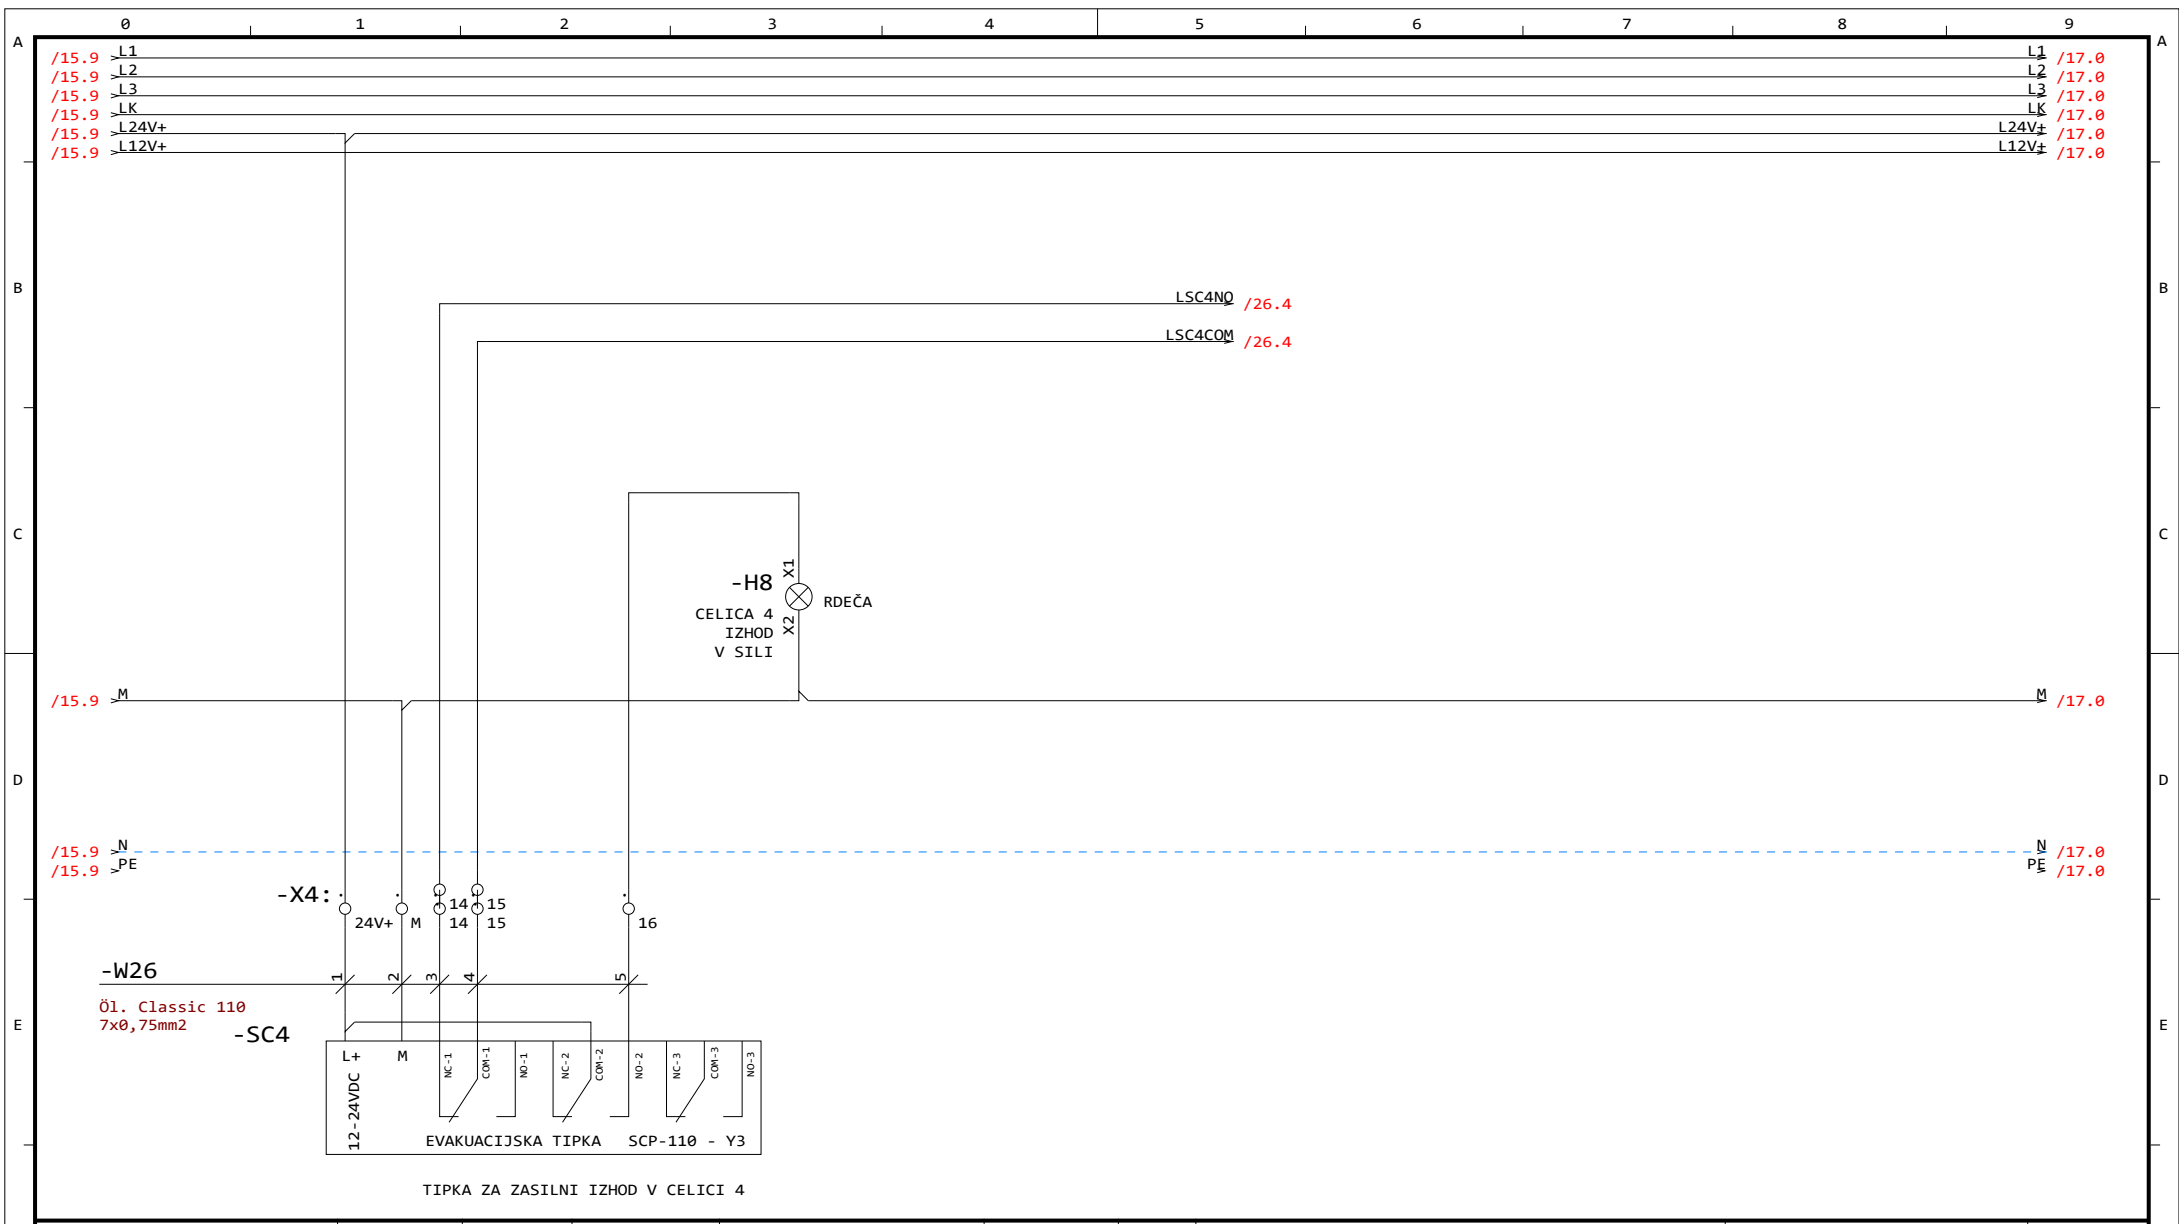 0 1 2 3 4 5 6 7 8 9
A A
/15.9 L1 L1 /17.0
/15.9 L2 L2 /17.0
/15.9 L3 L3 /17.0
/15.9 LK LK /17.0
/15.9 L24V+ L24V+ /17.0
/15.9 L12V+ L12V+ /17.0
B B
LSC4NO /26.4
LSC4COM /26.4
C C
X1
-H8
RDEČA
CELICA 4
IZHOD
V SILI
X2
/15.9 M M /17.0
D D
/15.9 N N /17.0
/15.9 PE PE /17.0
-X4:
14 15
24V+ M 14 15 16
-W26
1 2 3 4 5
Öl. Classic 110
7x0,75mm2
E E
-SC4
L+ M NC-1 COM-1 NO-1 NC-2 COM-2 NO-2 NC-3 COM-3 NO-3
12-24VDC
EVAKUACIJSKA TIPKA SCP-110 - Y3
TIPKA ZA ZASILNI IZHOD V CELICI 4